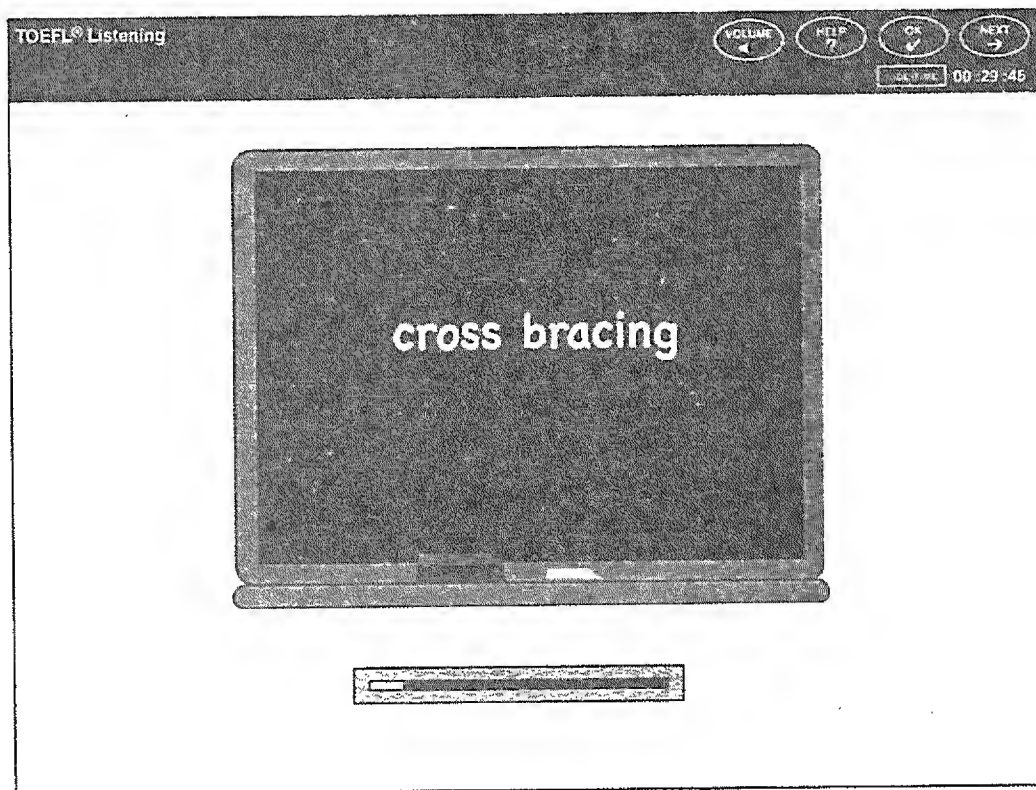 TOEFL® Listening
VOLUME
HELP
?
OK
NEXT
00:29:45
cross bracing